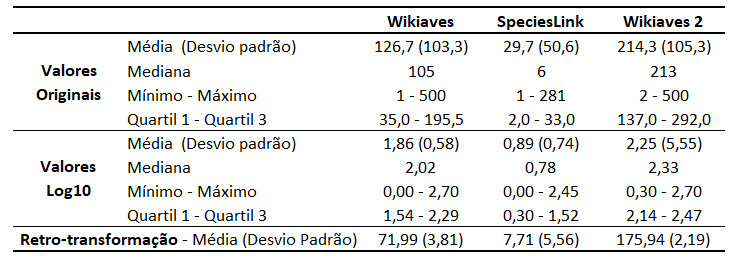 Wikiaves SpeciesLink Wikiaves 2
Média (Desvio padrão) 126,7 (103,3) 29,7 (50,6) 214,3 (105,3)
Valores Originais Mediana 105 6 213
Mínimo - Máximo 1 - 500 1 - 281 2 - 500
Quartil 1 - Quartil 3 35,0 - 195,5 2,0 - 33,0 137,0 - 292,0
Média (Desvio padrão) 1,86 (0,58) 0,89 (0,74) 2,25 (5,55)
Valores Log10 Mediana 2,02 0,78 2,33
Mínimo - Máximo 0,00 - 2,70 0,00 - 2,45 0,30 - 2,70
Quartil 1 - Quartil 3 1,54 - 2,29 0,30 - 1,52 2,14 - 2,47
Retro-transformação - Média (Desvio Padrão) 71,99 (3,81) 7,71 (5,56) 175,94 (2,19)